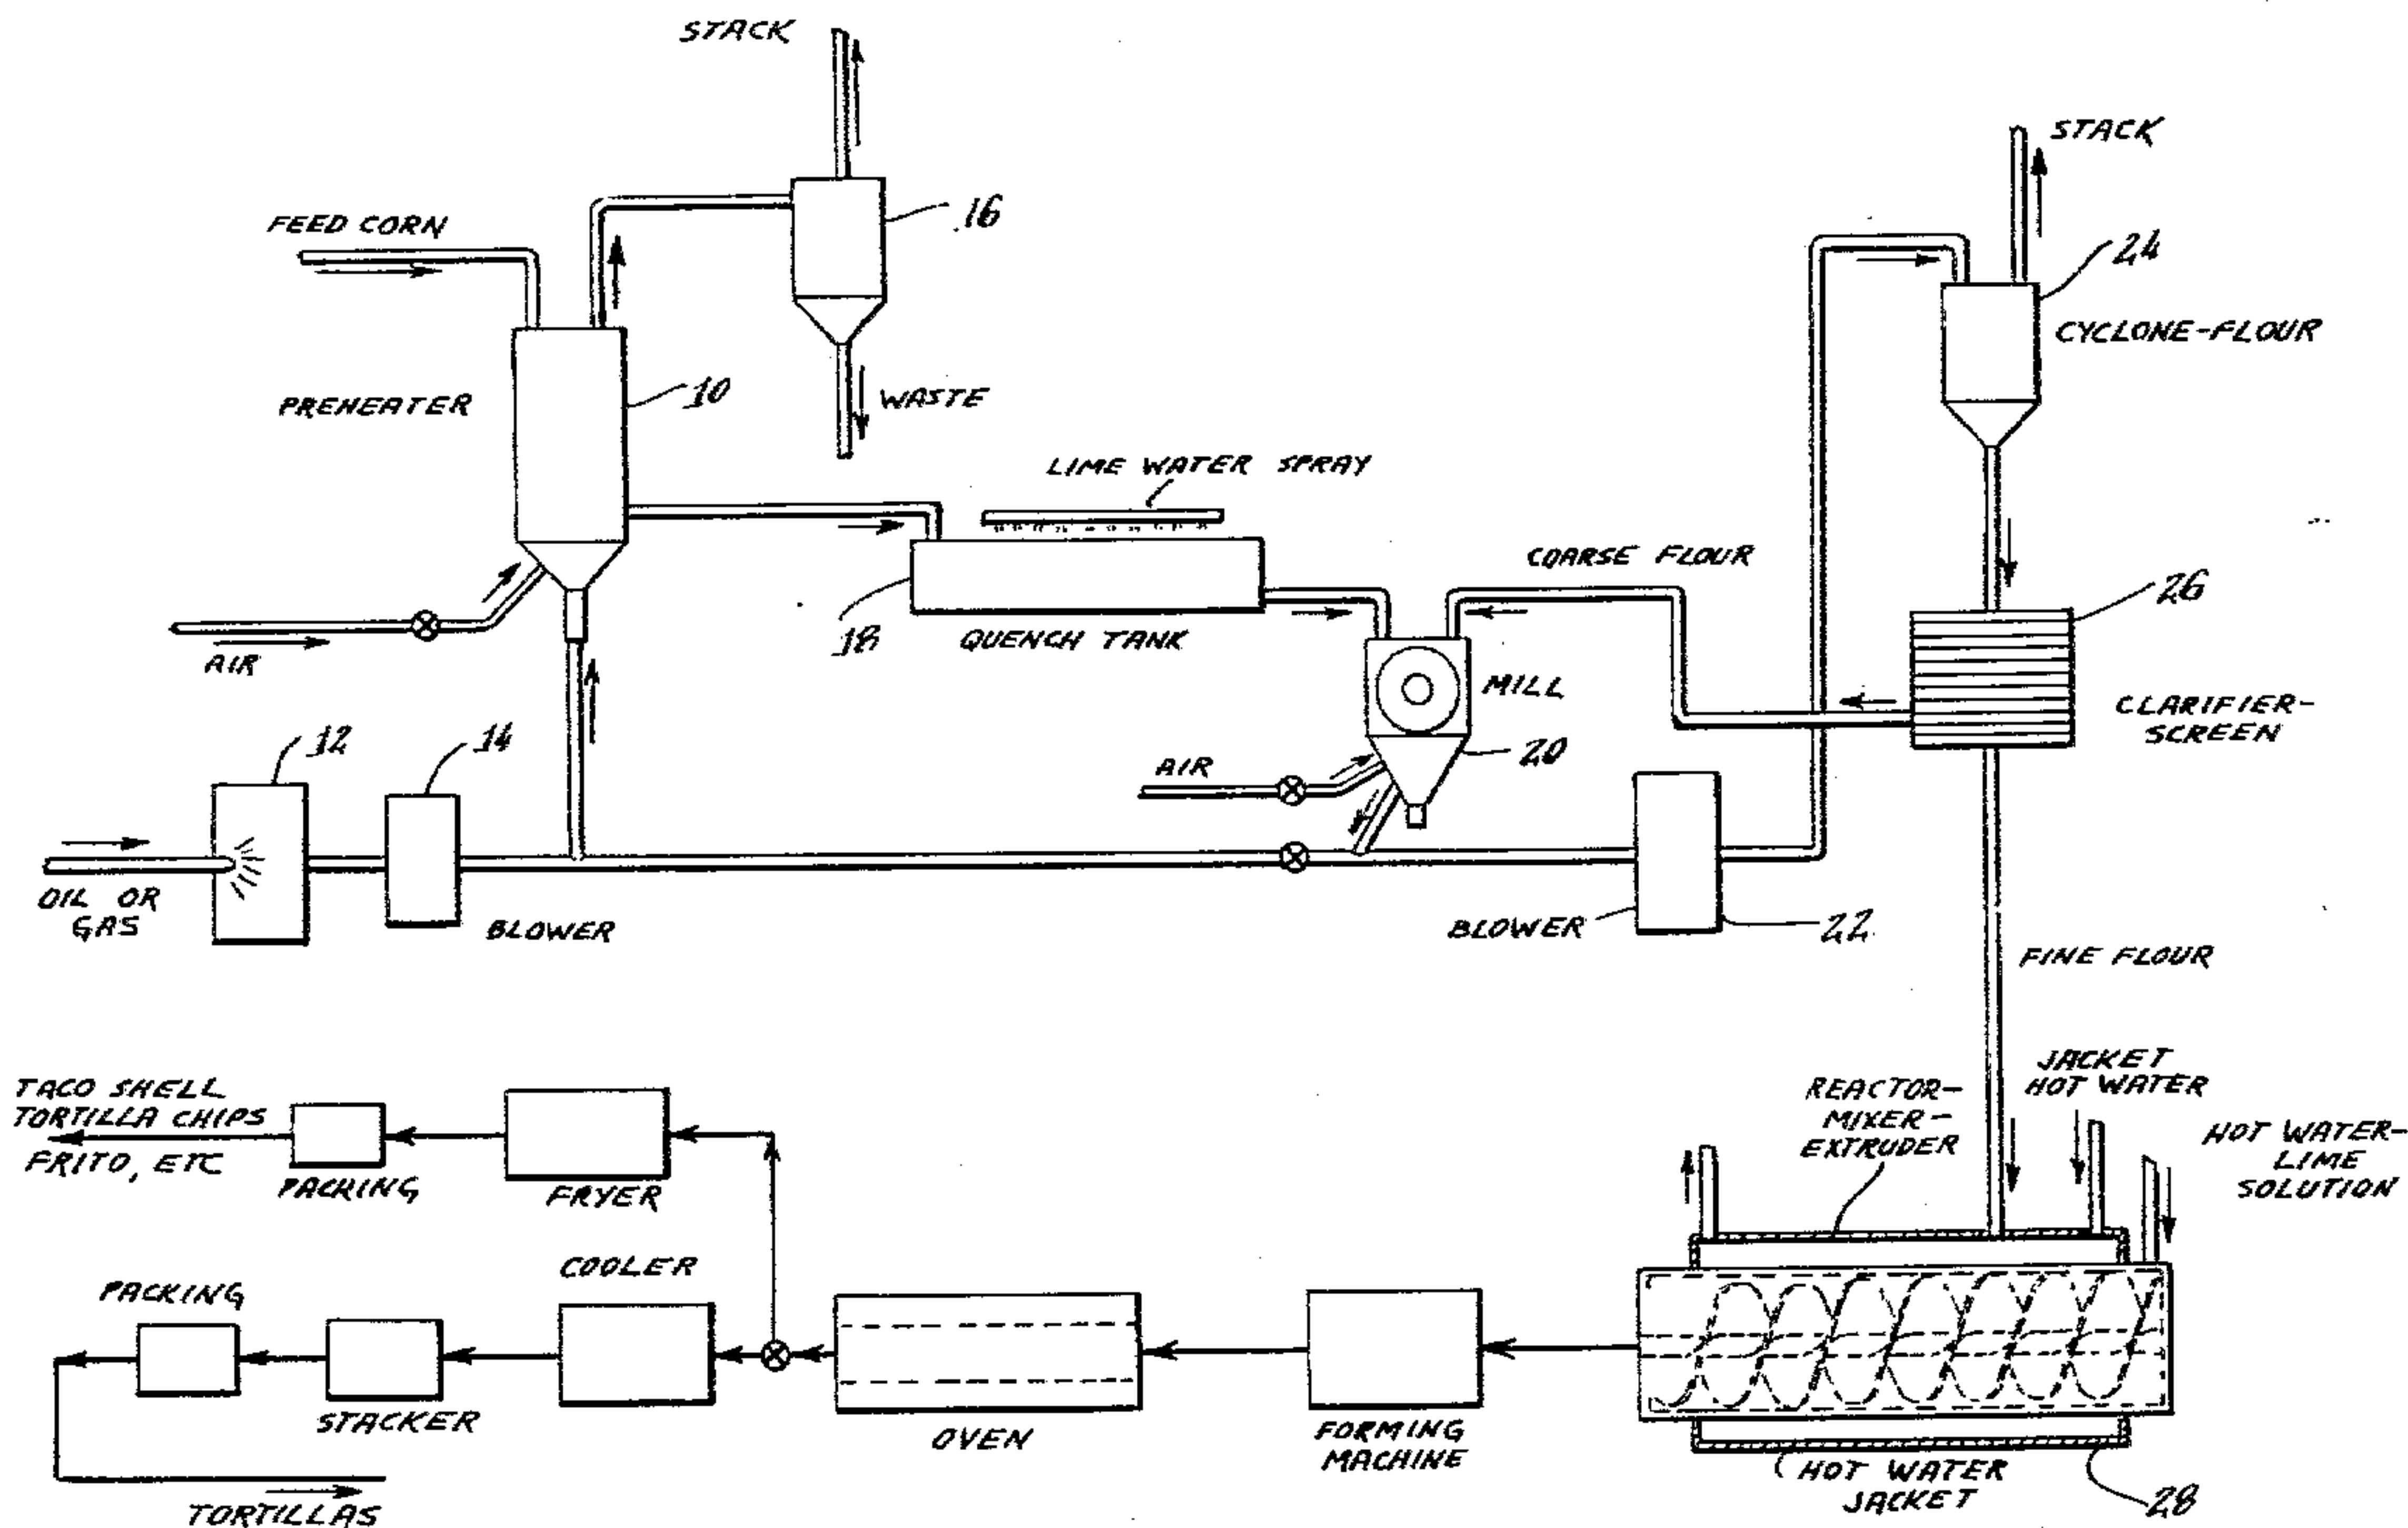 STACK
STACK
FEED CORN
16
24
CYCLONE-FLOUR
PREHEATER
10
WASTE
LIME WATER SPRAY
COARSE FLOUR
26
18
QUENCH TANK
AIR
MILL
CLARIFIER-
SCREEN
12
14
AIR
20
OIL OR
GAS
BLOWER
BLOWER
22
FINE FLOUR
TACO SHELL
TORTILLA CHIPS
FRITO, ETC
PACKING
FRYER
REACTOR-
MIXER-
EXTRUDER
JACKET
HOT WATER
HOT WATER-
LIME
SOLUTION
PACKING
COOLER
STACKER
OVEN
FORMING
MACHINE
HOT WATER
JACKET
28
TORTILLAS